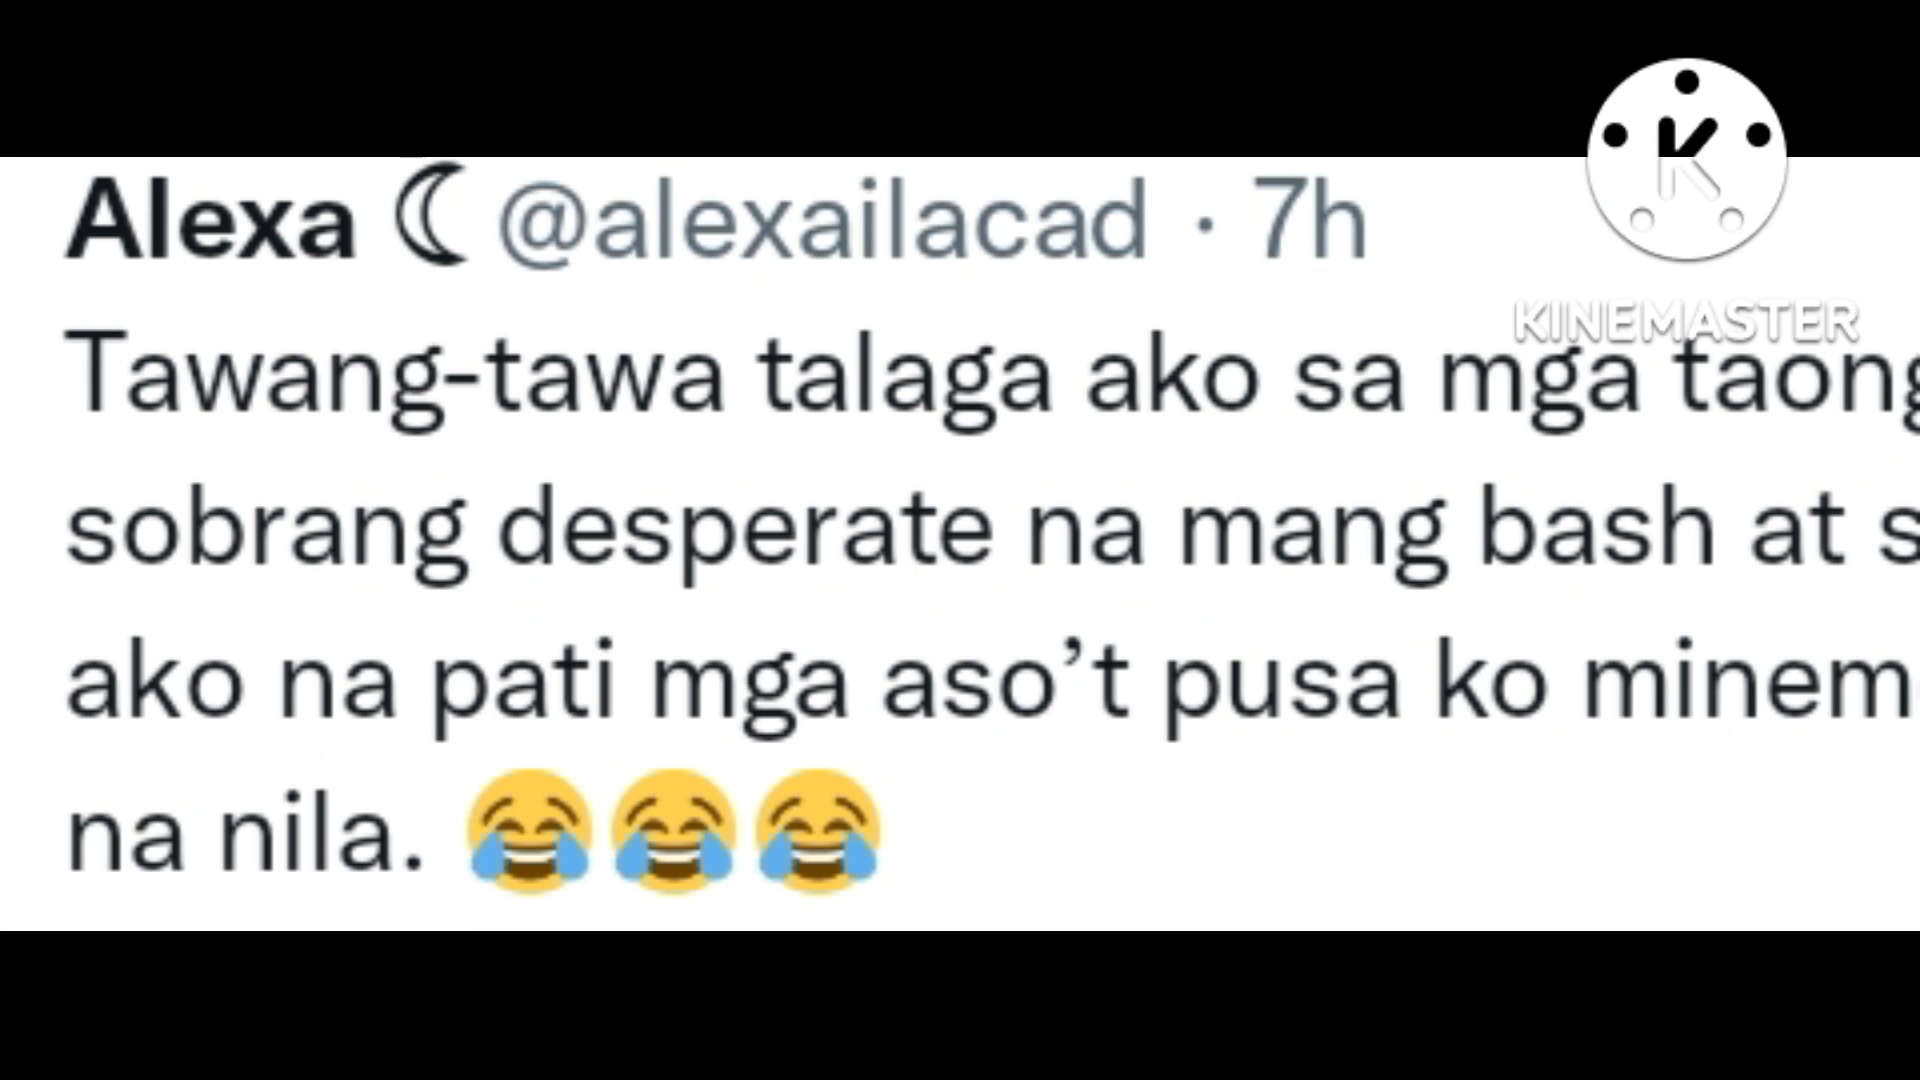 Alexa ☾ @alexailacad · 7h
KINEMASTER
Tawang-tawa talaga ako sa mga taong
sobrang desperate na mang bash at
ako na pati mga aso’t pusa ko
na nila. 😂😂😂